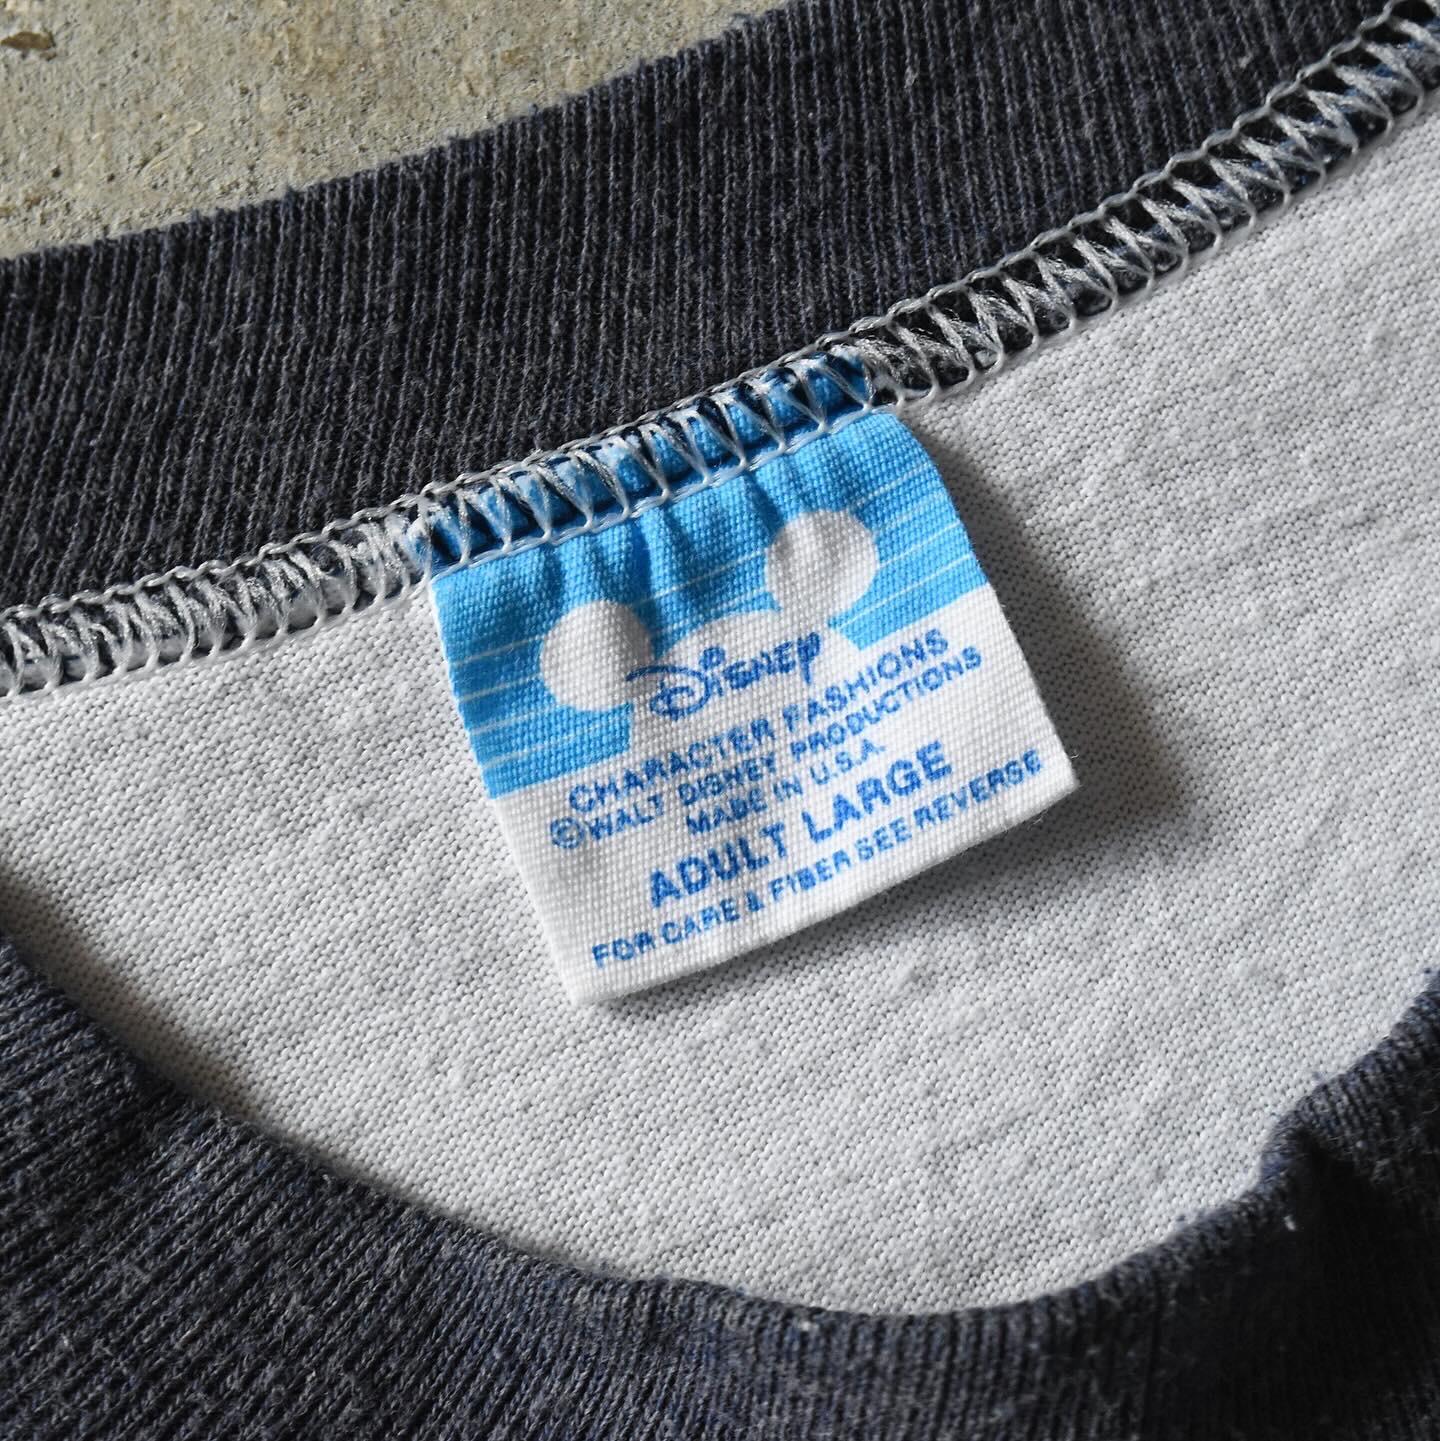 Disney
CHARACTER FASHIONS
©WALT DISNEY PRODUCTIONS
MADE IN U.S.A.
ADULT LARGE
FOR CARE & FIBER SEE REVERSE